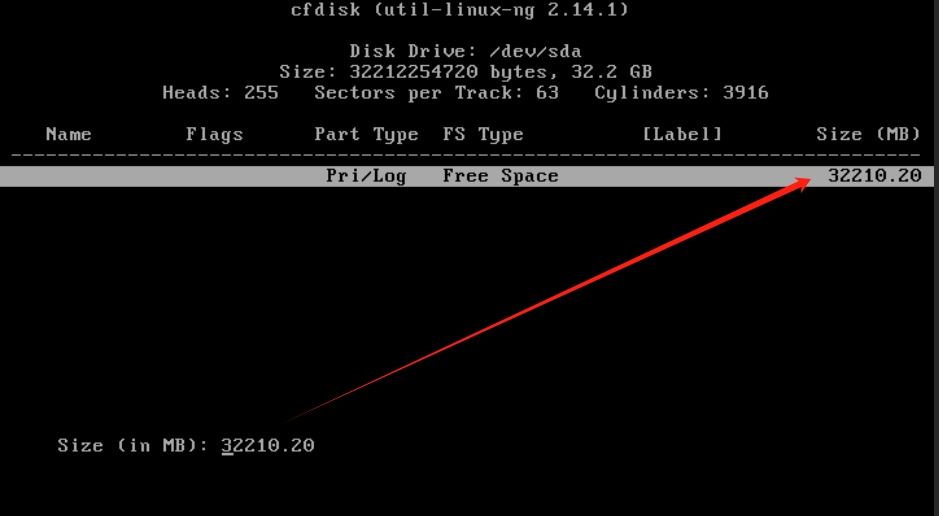 cfdisk (util-linux-ng 2.14.1)
Disk Drive: /dev/sda
Size: 32212254720 bytes, 32.2 GB
Heads: 255 Sectors per Track: 63 Cylinders: 3916
Name Flags Part Type FS Type [Label] Size (MB)
Pri/Log Free Space 32210.20
Size (in MB): 32210.20